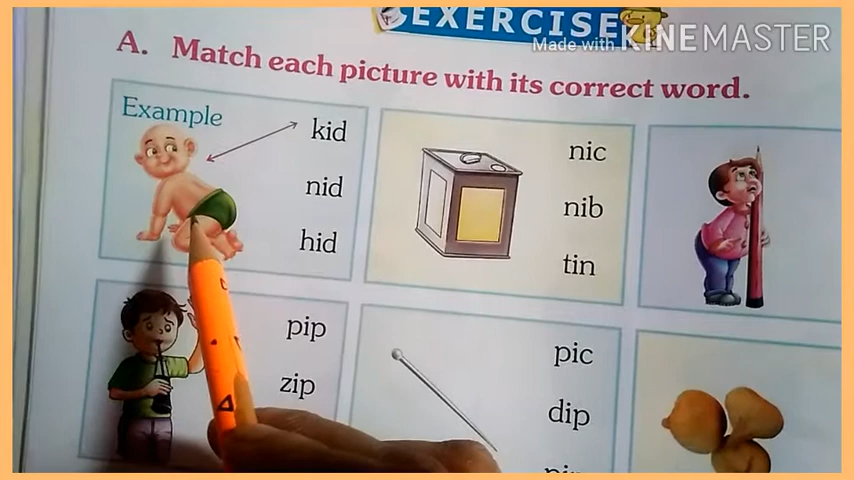 EXERCISE
Made with KINEMASTER
A. Match each picture with its correct word.
Example
kid
nid
hid
nic
nib
tin
pip
zip
pic
dip